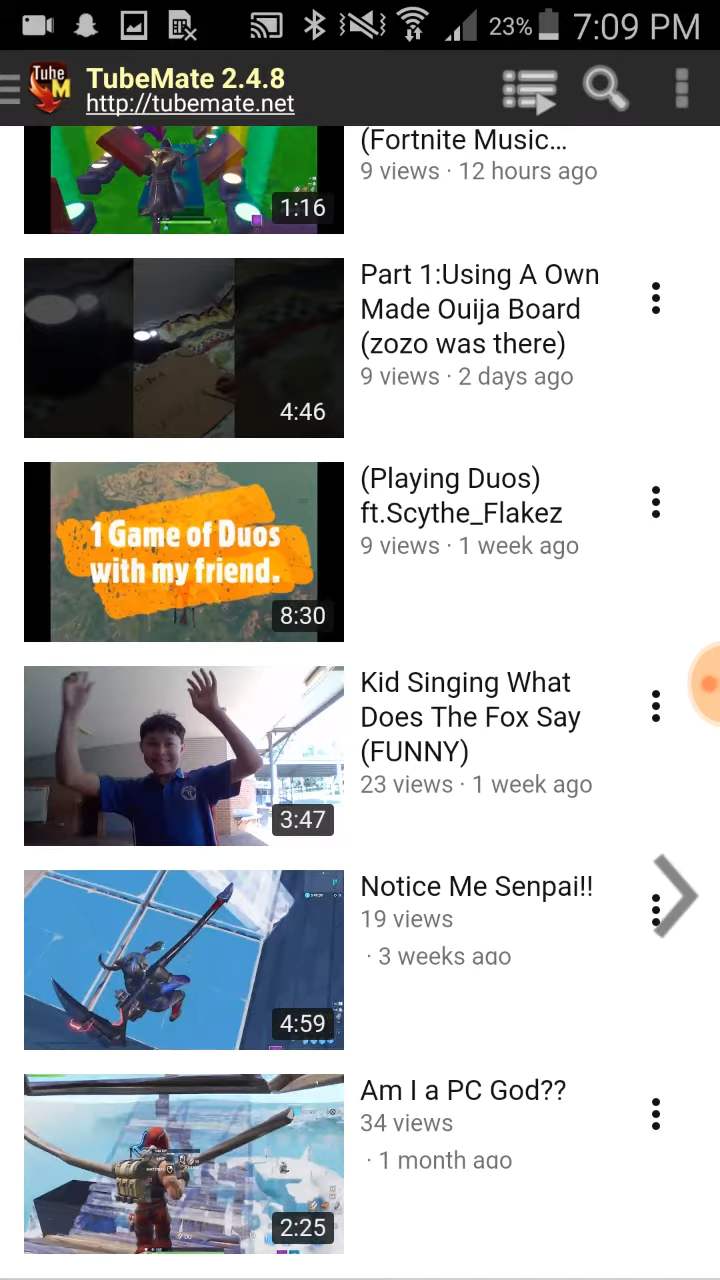 23%
7:09 PM
Tube
M
TubeMate 2.4.8
http://tubemate.net
(Fortnite Music...
9 views · 12 hours ago
1:16
Part 1:Using A Own
Made Ouija Board
(zozo was there)
9 views · 2 days ago
4:46
(Playing Duos)
ft.Scythe_Flakez
9 views · 1 week ago
1 Game of Duos
with my friend.
8:30
Kid Singing What
Does The Fox Say
(FUNNY)
23 views · 1 week ago
3:47
Notice Me Senpai!!
19 views
· 3 weeks ago
4:59
Am I a PC God??
34 views
· 1 month ago
2:25